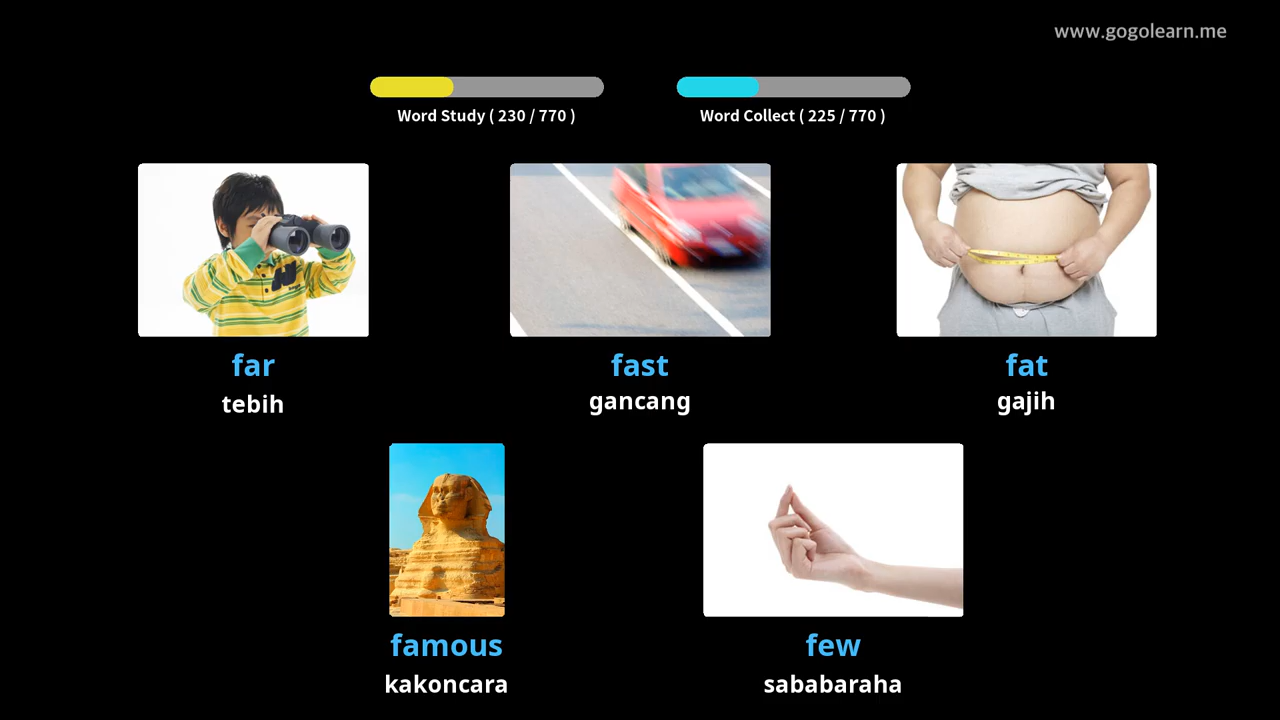 www.gogolearn.me
Word Study ( 230 / 770 )
Word Collect ( 225 / 770 )
far
tebih
fast
gancang
fat
gajih
famous
kakoncara
few
sababaraha